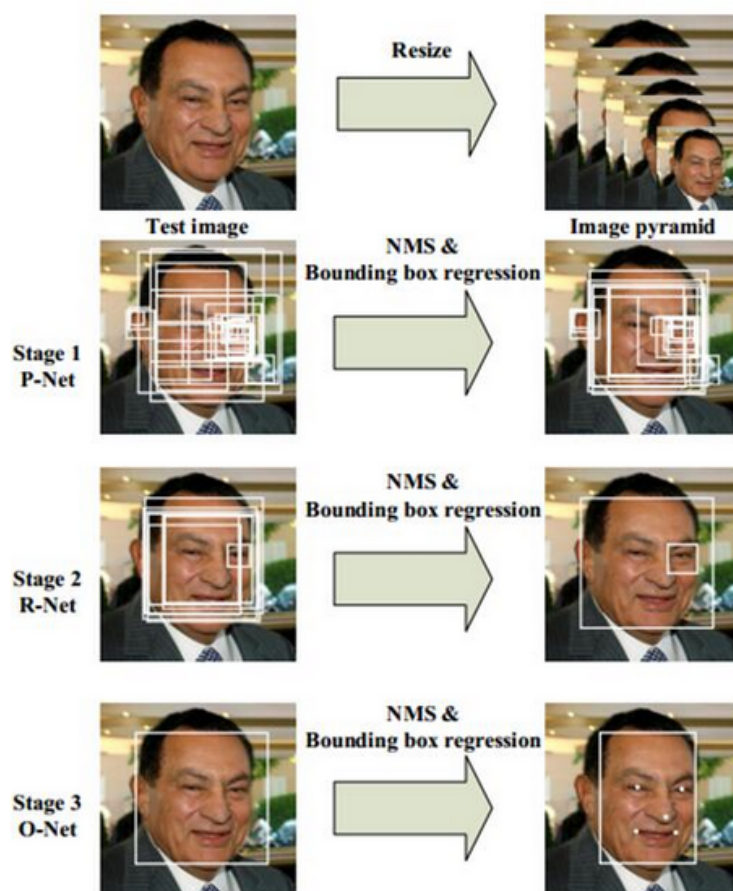 Resize
Test image
Image pyramid
NMS &
Bounding box regression
Stage 1
P-Net
NMS &
Bounding box regression
Stage 2
R-Net
NMS &
Bounding box regression
Stage 3
O-Net